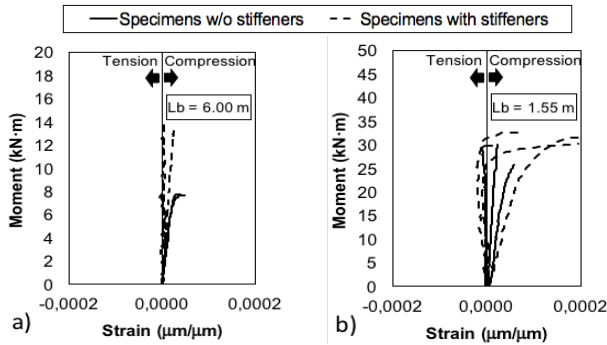 Specimens w/o stiffeners
Specimens with stiffeners
20
18
16
14
12
10
8
6
4
2
0
Moment (kN·m)
Tension
Compression
Lb = 6.00 m
-0,0002
0,0000
0,0002
Strain (µm/µm)
a)
50
45
40
35
30
25
20
15
10
5
0
Moment (kN·m)
Tension
Compression
Lb = 1.55 m
-0,0002
0,0000
0,0002
Strain (µm/µm)
b)